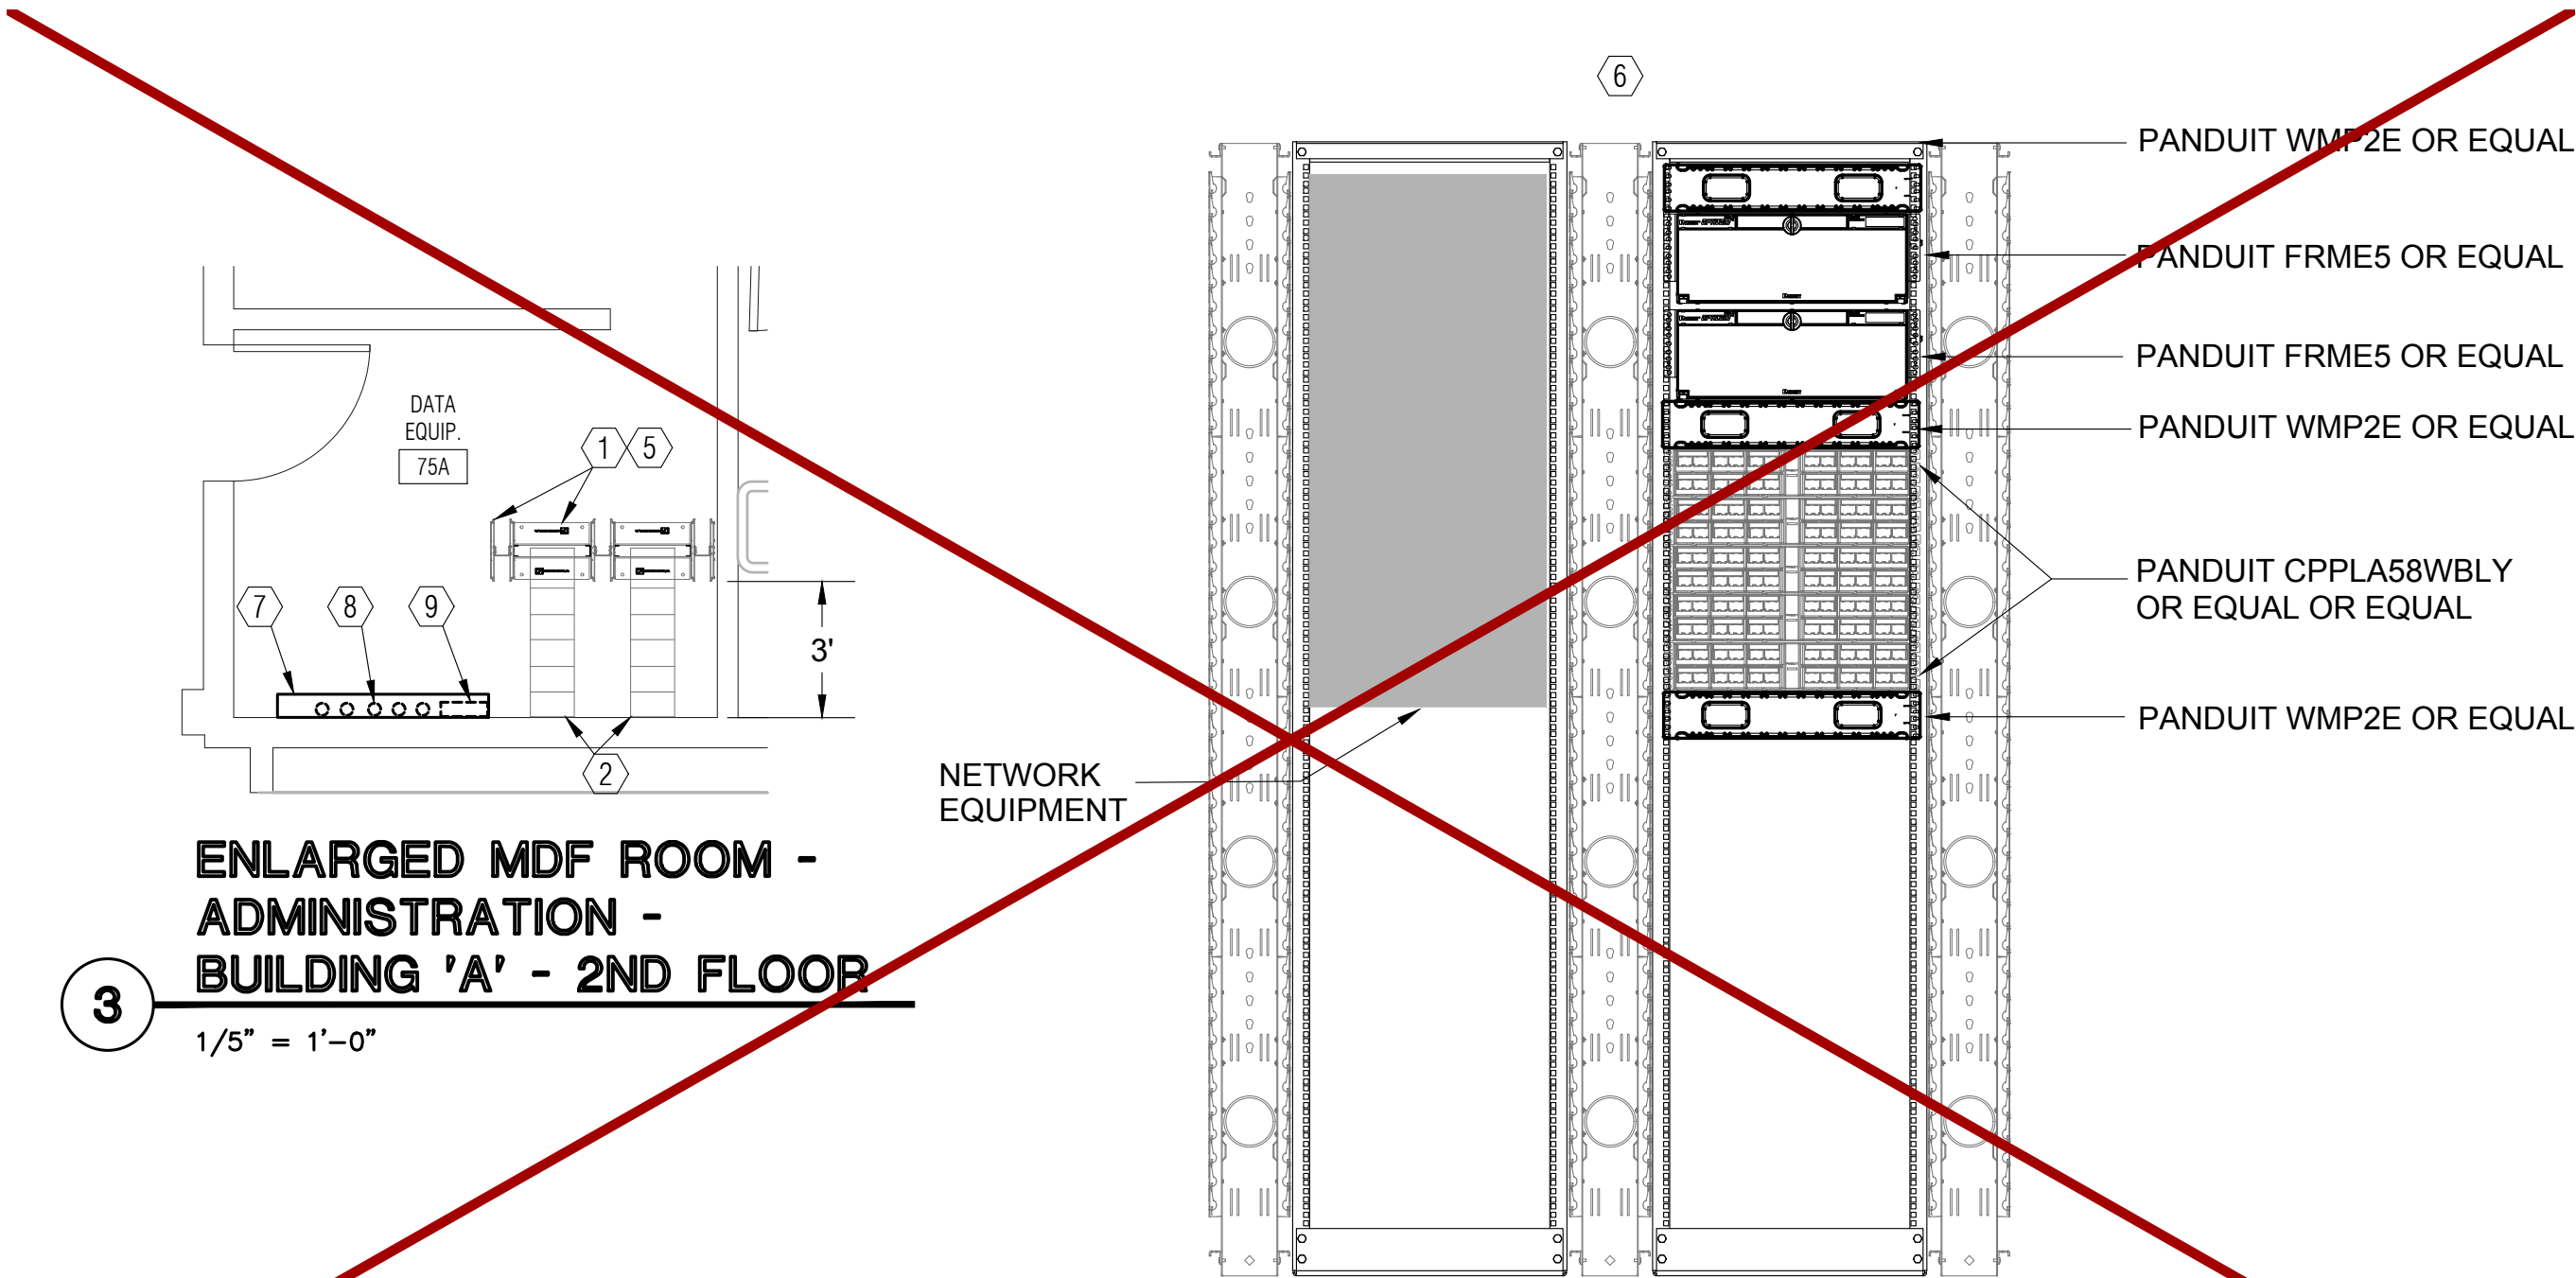 6
PANDUIT WMP2E OR EQUAL
PANDUIT FRME5 OR EQUAL
PANDUIT FRME5 OR EQUAL
PANDUIT WMP2E OR EQUAL
PANDUIT CPPLA58WBLY
OR EQUAL OR EQUAL
PANDUIT WMP2E OR EQUAL
NETWORK
EQUIPMENT
DATA
EQUIP.
75A
1
5
7
8
9
3'
2
ENLARGED MDF ROOM -
ADMINISTRATION -
BUILDING 'A' - 2ND FLOOR
3
1/5" = 1'-0"